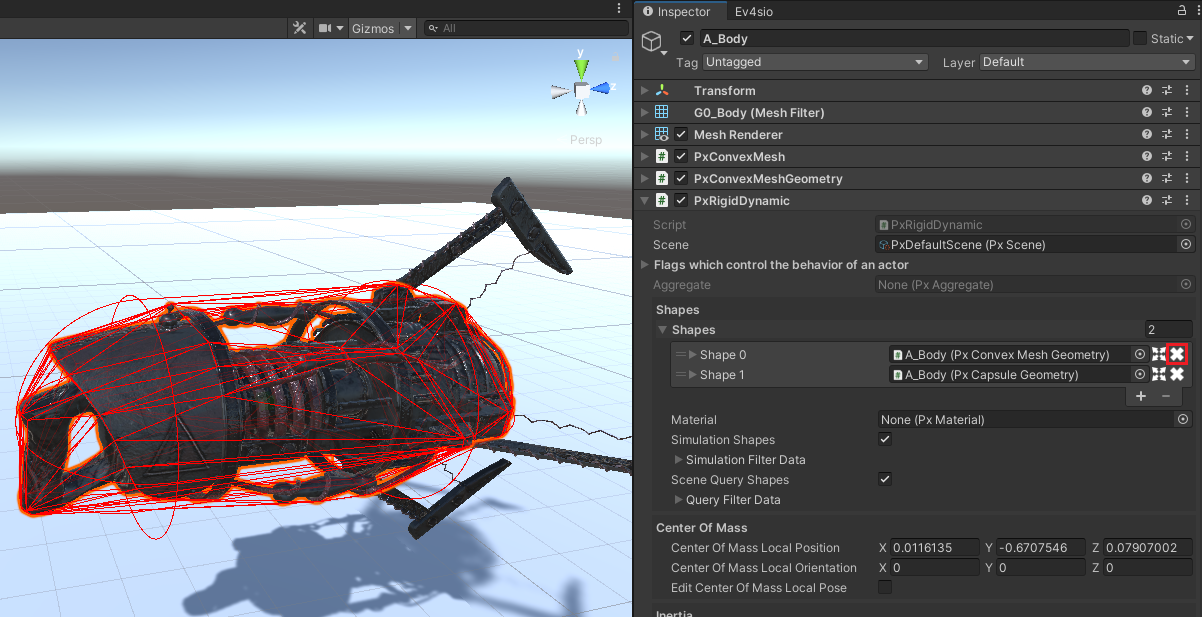 Inspector Ev4sio
Gizmos All
A_Body Static
Tag Untagged Layer Default
y
z
Persp
Transform
G0_Body (Mesh Filter)
Mesh Renderer
# PxConvexMesh
# PxConvexMeshGeometry
# PxRigidDynamic
Script PxRigidDynamic
Scene PxDefaultScene (Px Scene)
Flags which control the behavior of an actor
Aggregate None (Px Aggregate)
Shapes
Shapes 2
Shape 0 A_Body (Px Convex Mesh Geometry)
Shape 1 A_Body (Px Capsule Geometry)
+ −
Material None (Px Material)
Simulation Shapes
Simulation Filter Data
Scene Query Shapes
Query Filter Data
Center Of Mass
Center Of Mass Local Position X 0.0116135 Y -0.6707546 Z 0.07907002
Center Of Mass Local Orientation X 0 Y 0 Z 0
Edit Center Of Mass Local Pose
Inertia